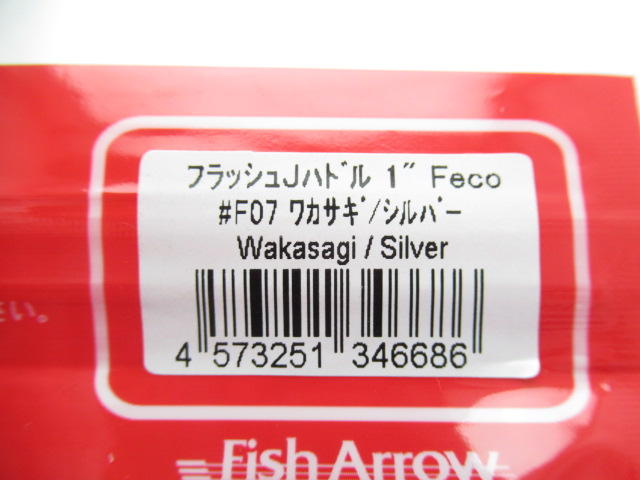 フラッシュJハﾄﾞル 1″ Feco
#F07 ﾜｶｻｷﾞ/ｼﾙﾊﾞｰ
Wakasagi / Silver
4 573251 346686
い。
Fish Arrow